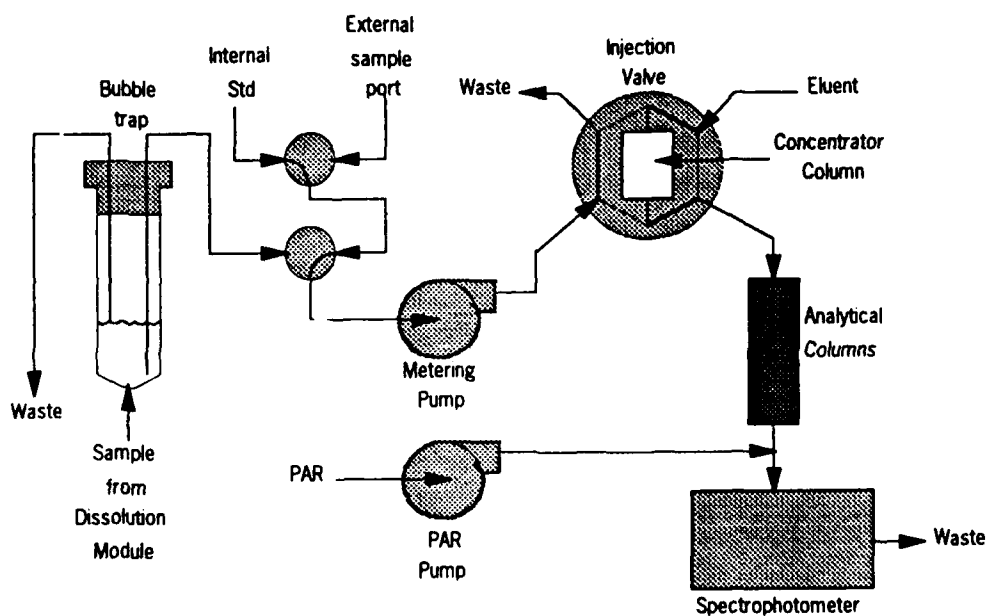 External
sample
port
Internal
Std
Bubble
trap
Injection
Valve
Waste
Eluent
Concentrator
Column
Metering
Pump
Analytical
Columns
Waste
Sample
from
Dissolution
Module
PAR
PAR
Pump
Waste
Spectrophotometer